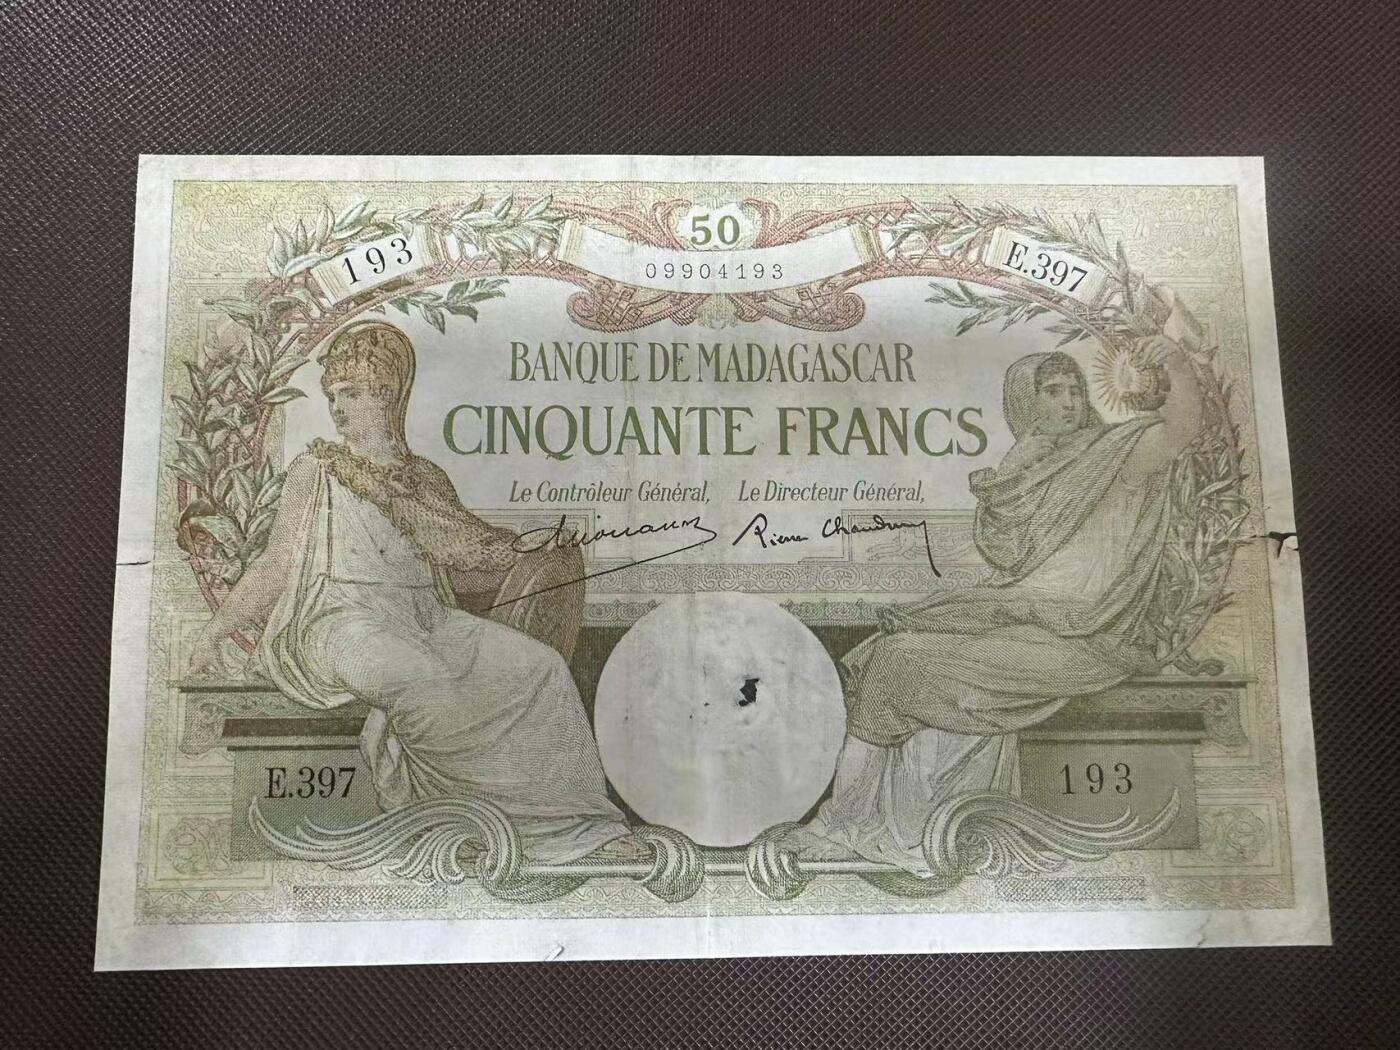 50
193
09904193
E.397
BANQUE DE MADAGASCAR
CINQUANTE FRANCS
Le Contrôleur Général, Le Directeur Général,
E.397
193